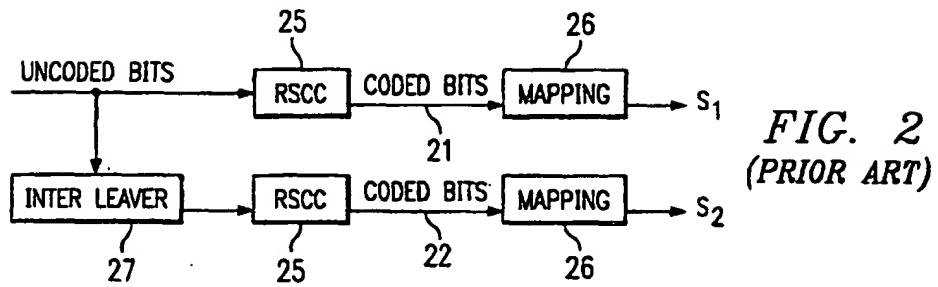 25
26
UNCODED BITS
RSCC
CODED BITS
MAPPING
S1
21
FIG. 2
(PRIOR ART)
INTER LEAVER
RSCC
CODED BITS
MAPPING
S2
27
25
22
26